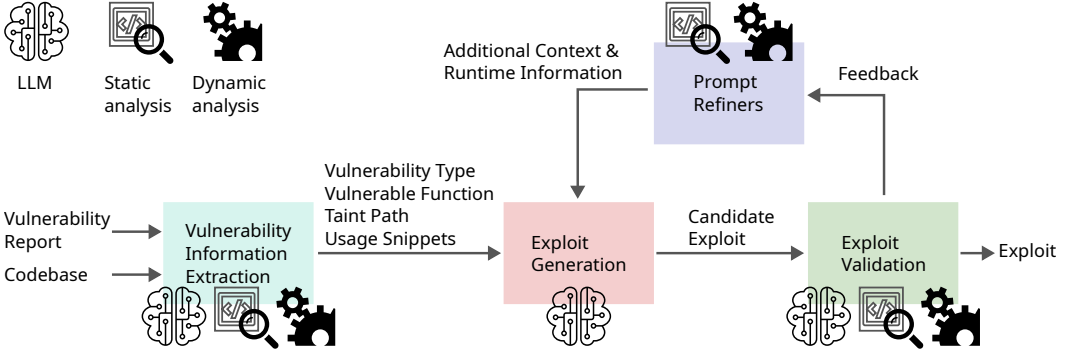 LLM
Static
analysis
Dynamic
analysis
Additional Context &
Runtime Information
Prompt
Refiners
Feedback
Vulnerability
Report
Codebase
Vulnerability
Information
Extraction
Vulnerability Type
Vulnerable Function
Taint Path
Usage Snippets
Exploit
Generation
Candidate
Exploit
Exploit
Validation
Exploit